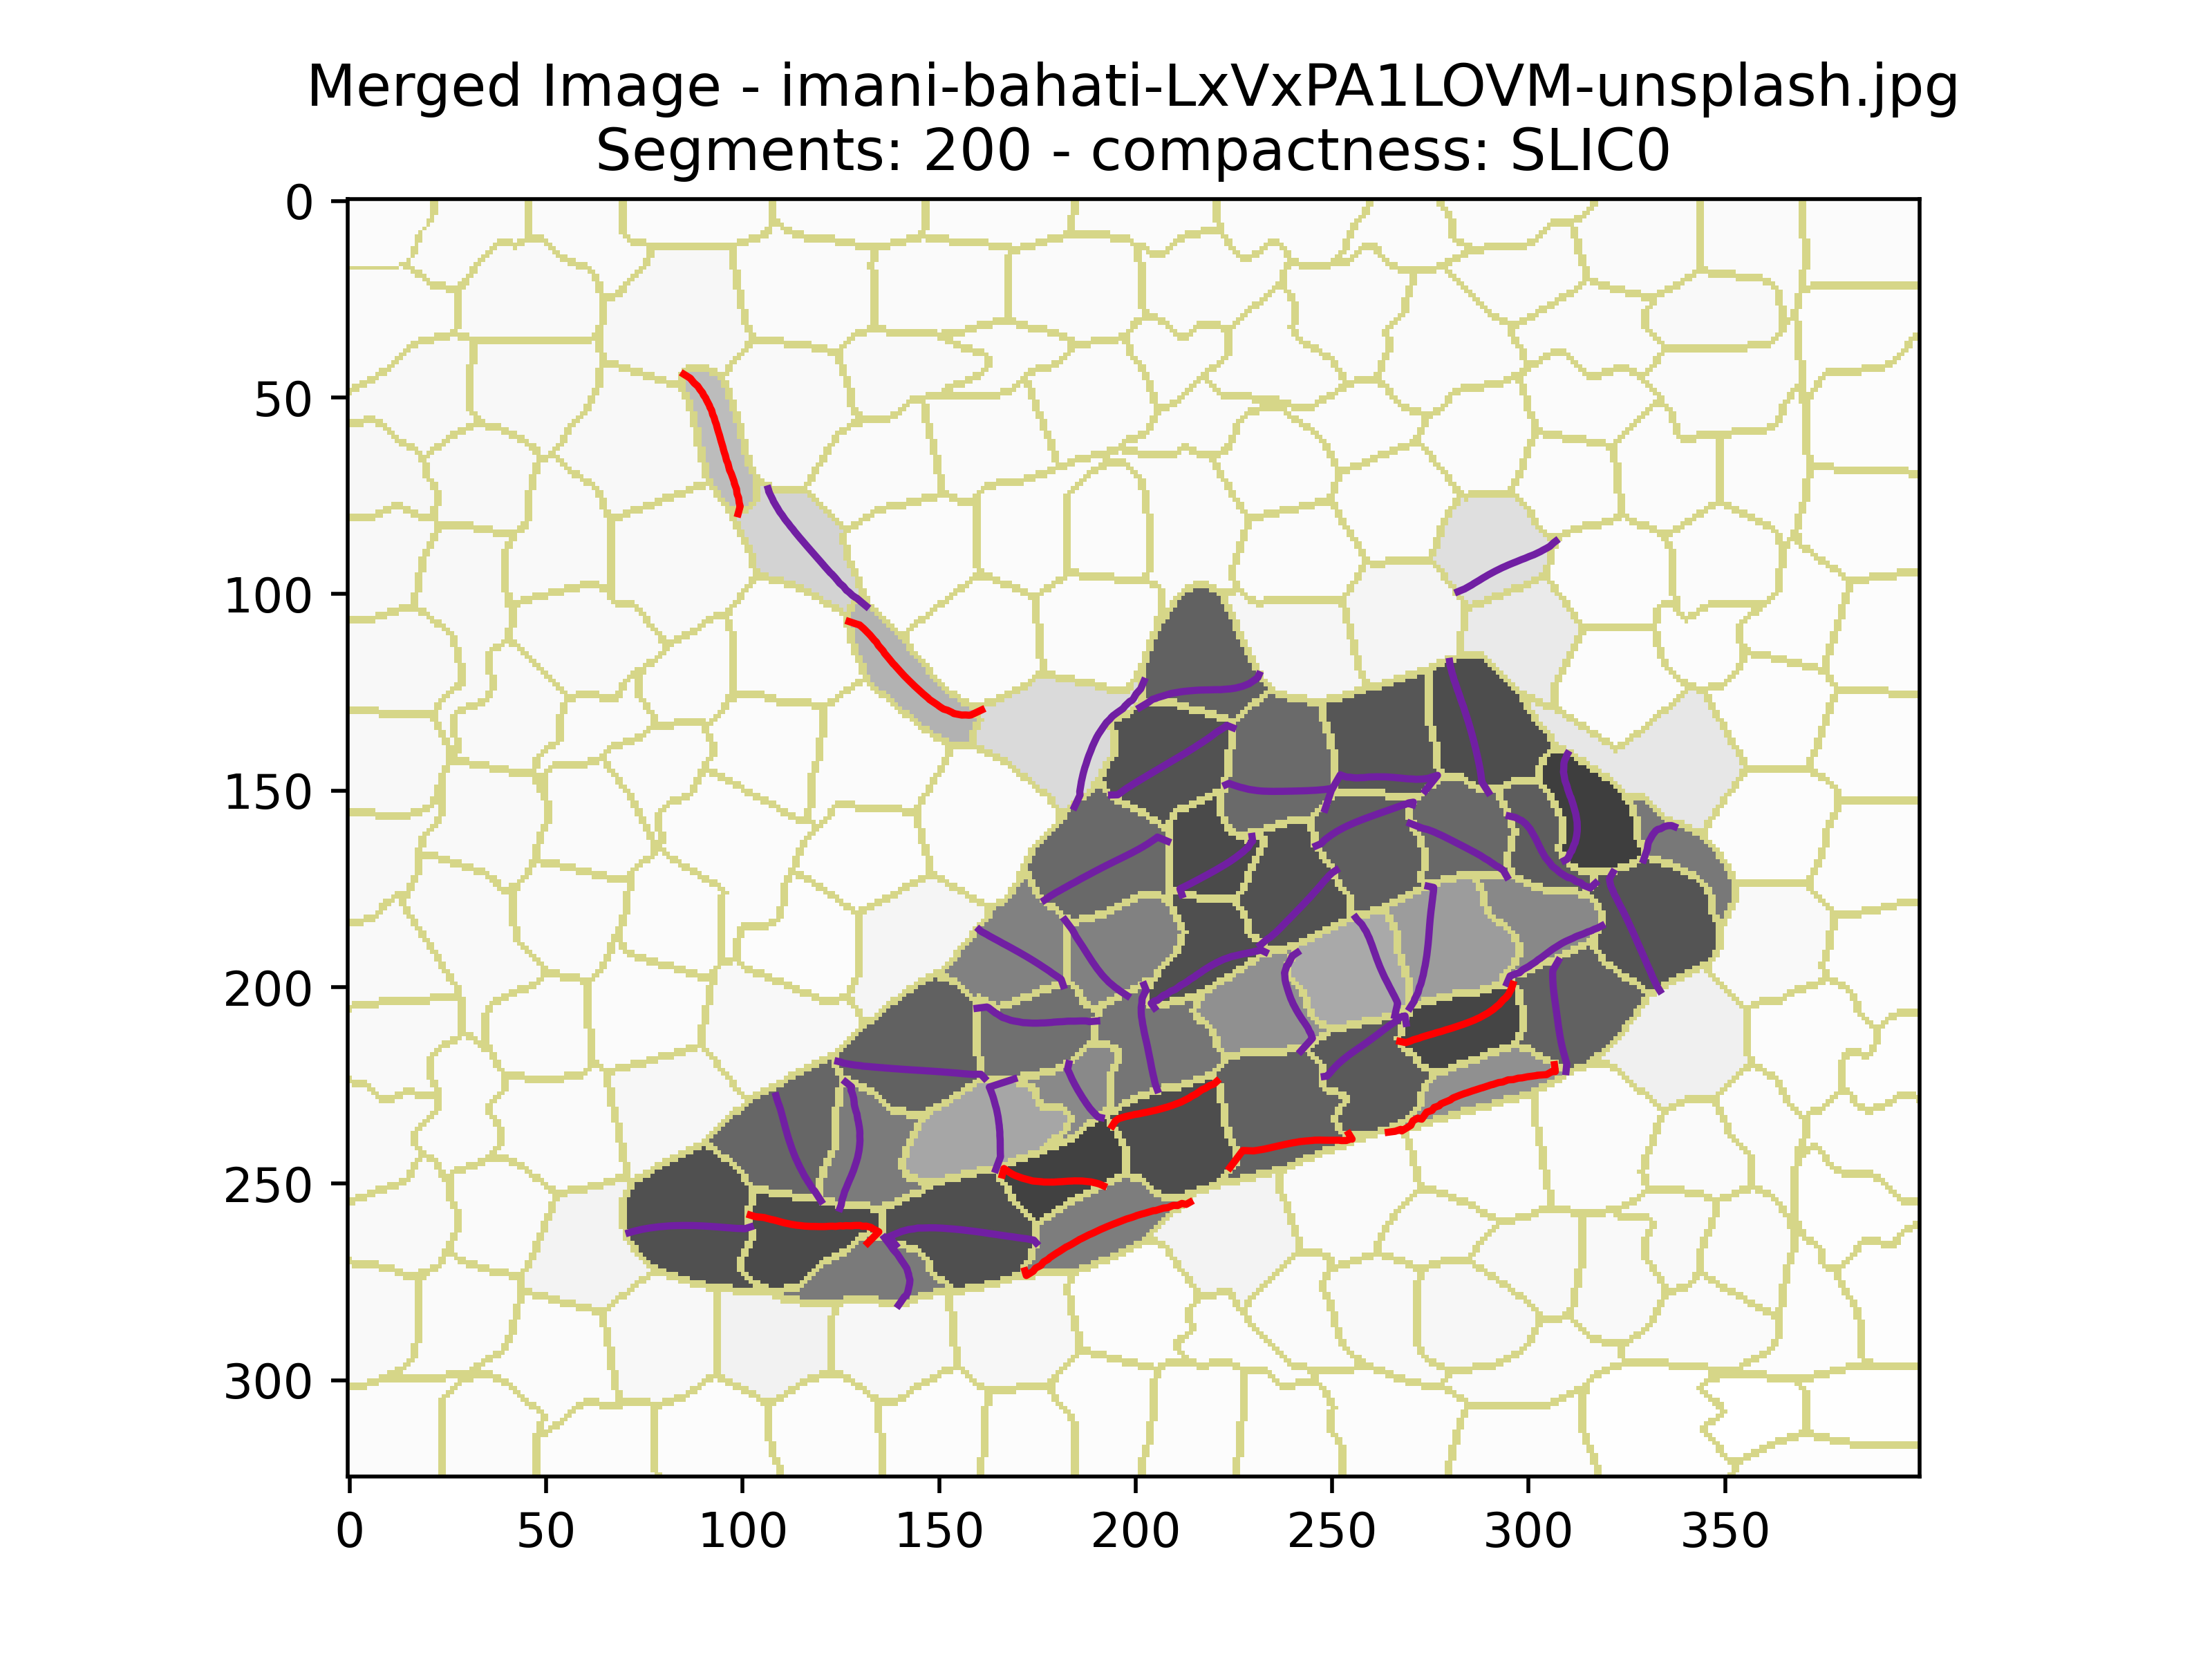 Merged Image - imani-bahati-LxVxPA1LOVM-unsplash.jpg
Segments: 200 - compactness: SLIC0
0
50
100
150
200
250
300
0 50 100 150 200 250 300 350